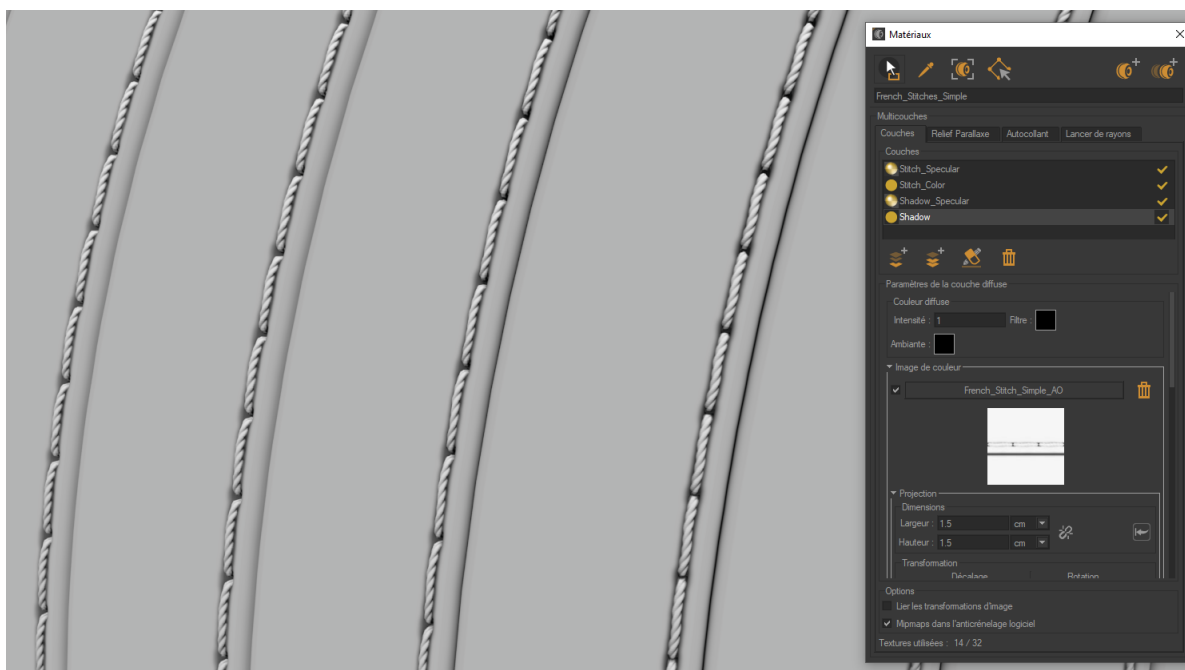 Matériaux
French_Stitches_Simple
Multicouches
Couches Relief Parallaxe Autocollant Lancer de rayons
Couches
Stitch_Specular
Stitch_Color
Shadow_Specular
Shadow
Paramètres de la couche diffuse
Couleur diffuse
Intensité : 1 Filtre :
Ambiante :
Image de couleur
French_Stitch_Simple_AO
Projection
Dimensions
Largeur : 1.5 cm
Hauteur : 1.5 cm
Transformation
Décalage Rotation
Options
Lier les transformations d'image
Mipmaps dans l'anticrénelage logiciel
Textures utilisées : 14 / 32